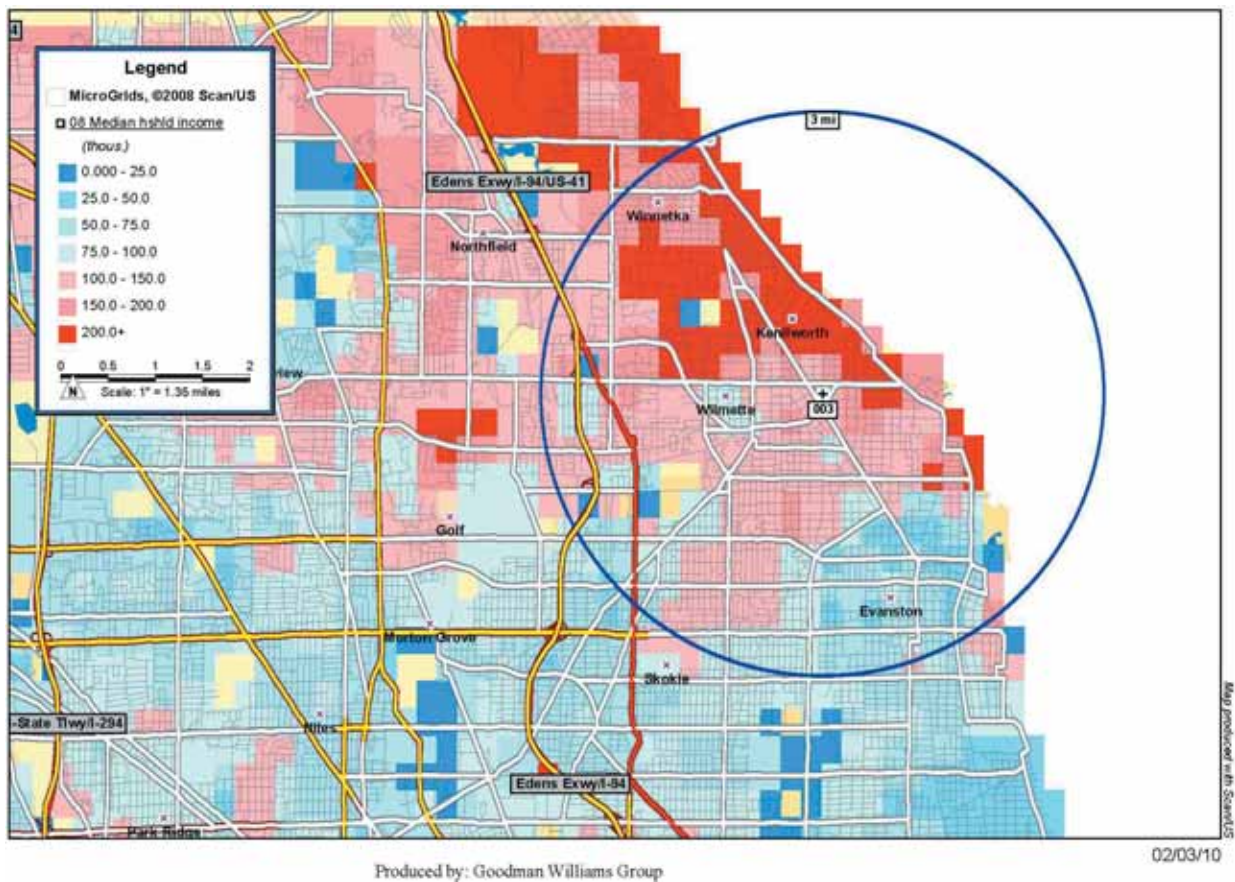 4
Legend
MicroGrids, ©2008 Scan/US
08 Median hshld income
(thous.)
0.000 - 25.0
25.0 - 50.0
50.0 - 75.0
75.0 - 100.0
100.0 - 150.0
150.0 - 200.0
200.0+
0 0.5 1 1.5 2
N
Scale: 1" = 1.35 miles
3 mi
Edens Exwy/I-94/US-41
Winnetka
Northfield
Kenilworth
view
Wilmette
003
Golf
Evanston
Morton Grove
Skokie
Niles
-State Tlwy/I-294
Edens Exwy/I-94
Park Ridge
Map produced with Scan/US
02/03/10
Produced by: Goodman Williams Group